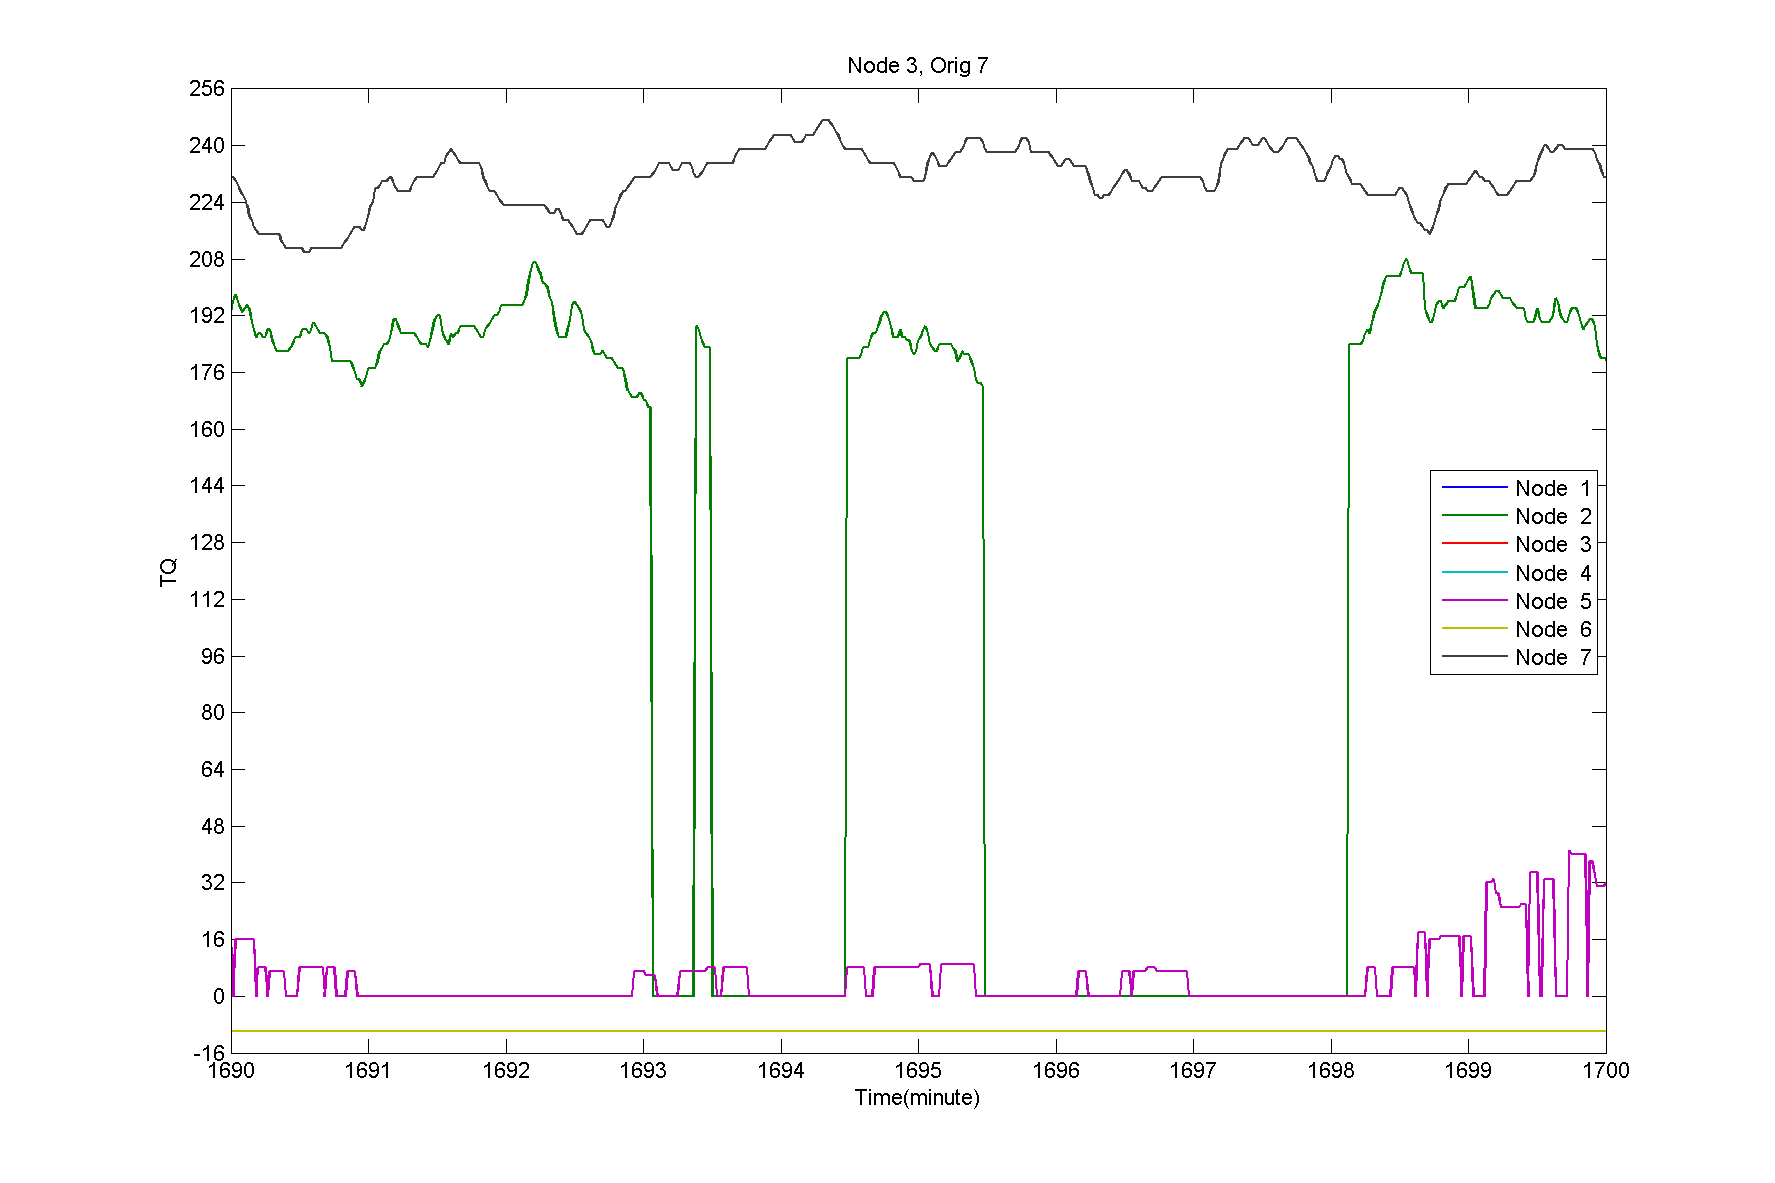 Node 3, Orig 7
256
240
224
208
192
176
160
144
128
112
96
80
64
48
32
16
0
-16
TQ
Node 1
Node 2
Node 3
Node 4
Node 5
Node 6
Node 7
1690 1691 1692 1693 1694 1695 1696 1697 1698 1699 1700
Time(minute)